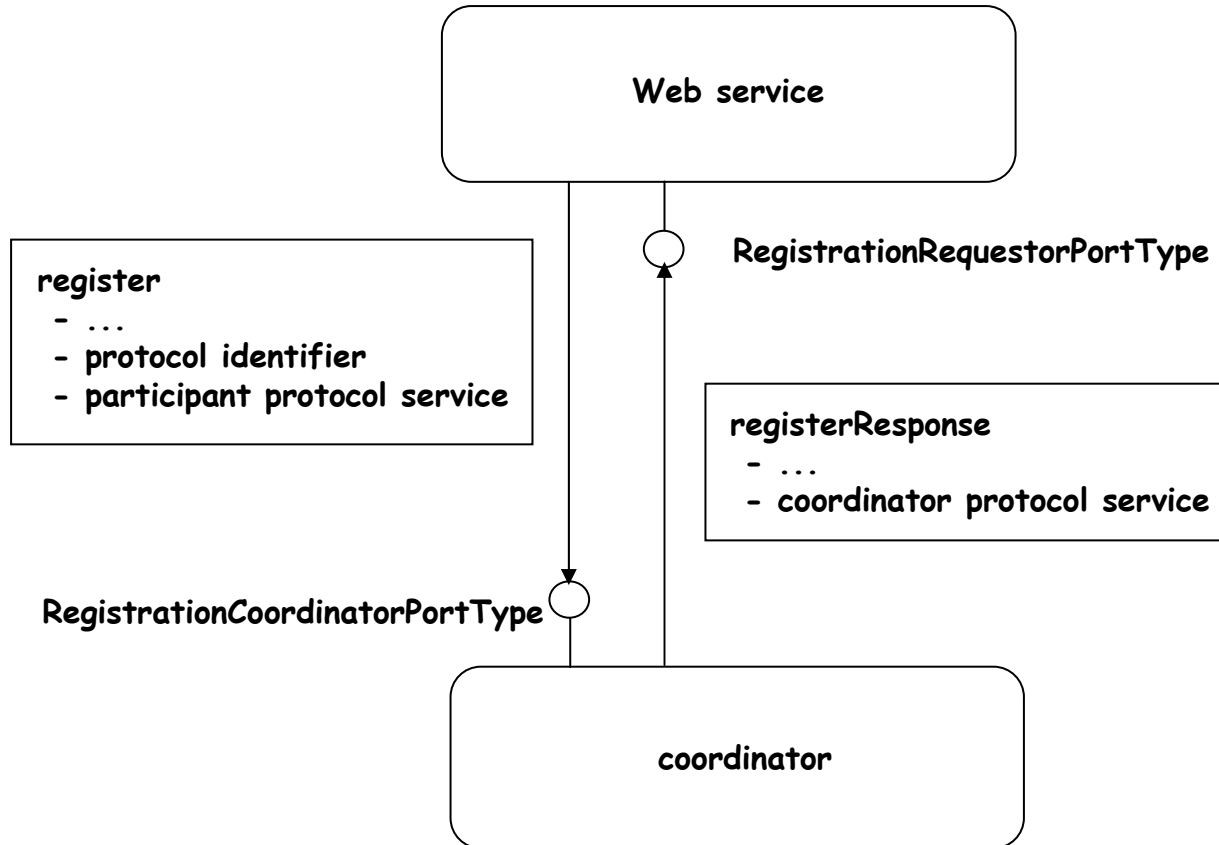 Web service
RegistrationRequestorPortType
register
- ...
- protocol identifier
- participant protocol service
registerResponse
- ...
- coordinator protocol service
RegistrationCoordinatorPortType
coordinator